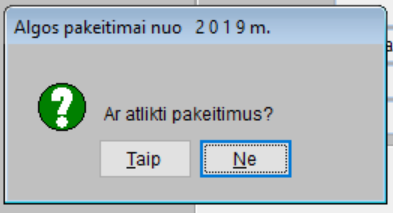 Algos pakeitimai nuo 2 0 1 9 m.
Ar atlikti pakeitimus?
Taip
Ne